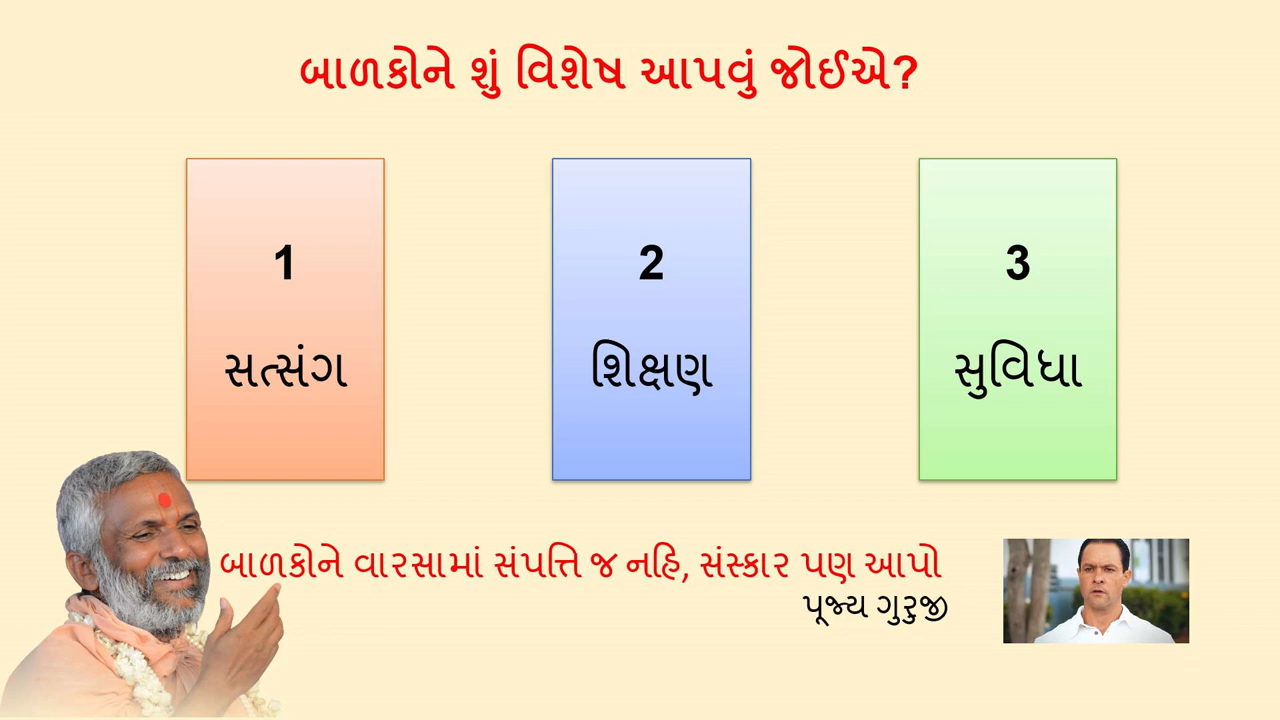 બાળકોને શું વિશેષ આપવું જોઈએ?
1
સત્સંગ
2
શિક્ષણ
3
સુવિધા
બાળકોને વારસામાં સંપત્તિ જ નહિ, સંસ્કાર પણ આપો
પૂજ્ય ગુરુજી